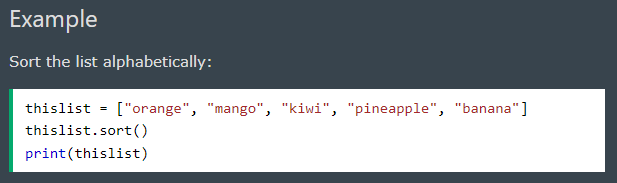 Example
Sort the list alphabetically:
thislist = ["orange", "mango", "kiwi", "pineapple", "banana"]
thislist.sort()
print(thislist)